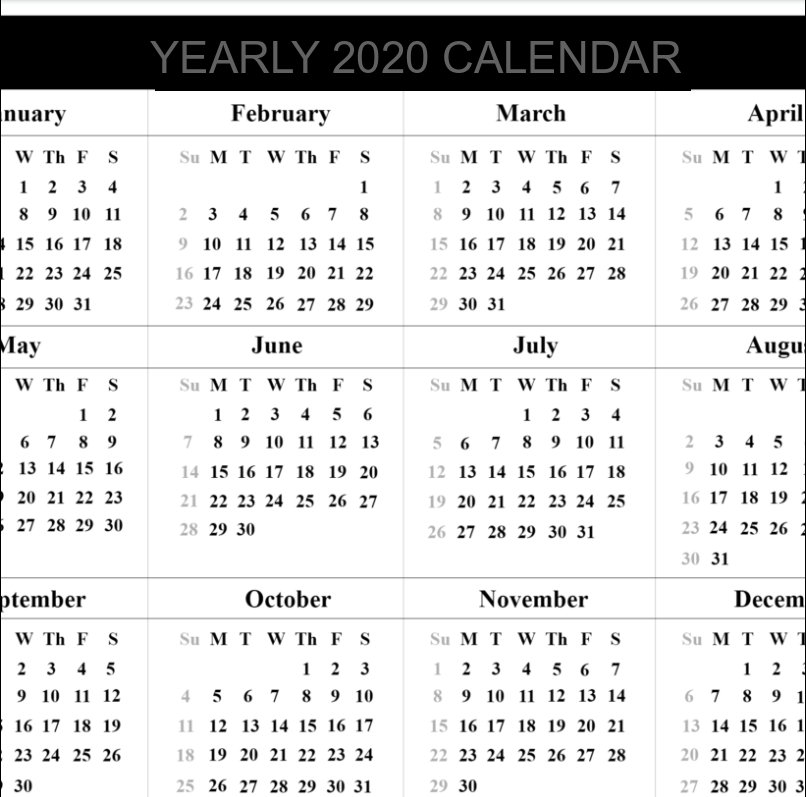 YEARLY 2020 CALENDAR
nuary
W Th F S
1 2 3 4
8 9 10 11
15 16 17 18
22 23 24 25
29 30 31
February
Su M T W Th F S
1
2 3 4 5 6 7 8
9 10 11 12 13 14 15
16 17 18 19 20 21 22
23 24 25 26 27 28 29
March
Su M T W Th F S
1 2 3 4 5 6 7
8 9 10 11 12 13 14
15 16 17 18 19 20 21
22 23 24 25 26 27 28
29 30 31
April
Su M T W
1
5 6 7 8
12 13 14 15
19 20 21 22
26 27 28 29
May
W Th F S
1 2
6 7 8 9
13 14 15 16
20 21 22 23
27 28 29 30
June
Su M T W Th F S
1 2 3 4 5 6
7 8 9 10 11 12 13
14 15 16 17 18 19 20
21 22 23 24 25 26 27
28 29 30
July
Su M T W Th F S
1 2 3 4
5 6 7 8 9 10 11
12 13 14 15 16 17 18
19 20 21 22 23 24 25
26 27 28 29 30 31
Augu
Su M T W
2 3 4 5
9 10 11 12
16 17 18 19
23 24 25 26
30 31
ptember
W Th F S
2 3 4 5
9 10 11 12
16 17 18 19
23 24 25 26
30
October
Su M T W Th F S
1 2 3
4 5 6 7 8 9 10
11 12 13 14 15 16 17
18 19 20 21 22 23 24
25 26 27 28 29 30 31
November
Su M T W Th F S
1 2 3 4 5 6 7
8 9 10 11 12 13 14
15 16 17 18 19 20 21
22 23 24 25 26 27 28
29 30
Decem
Su M T W
1 2
6 7 8 9
13 14 15 16
20 21 22 23
27 28 29 30